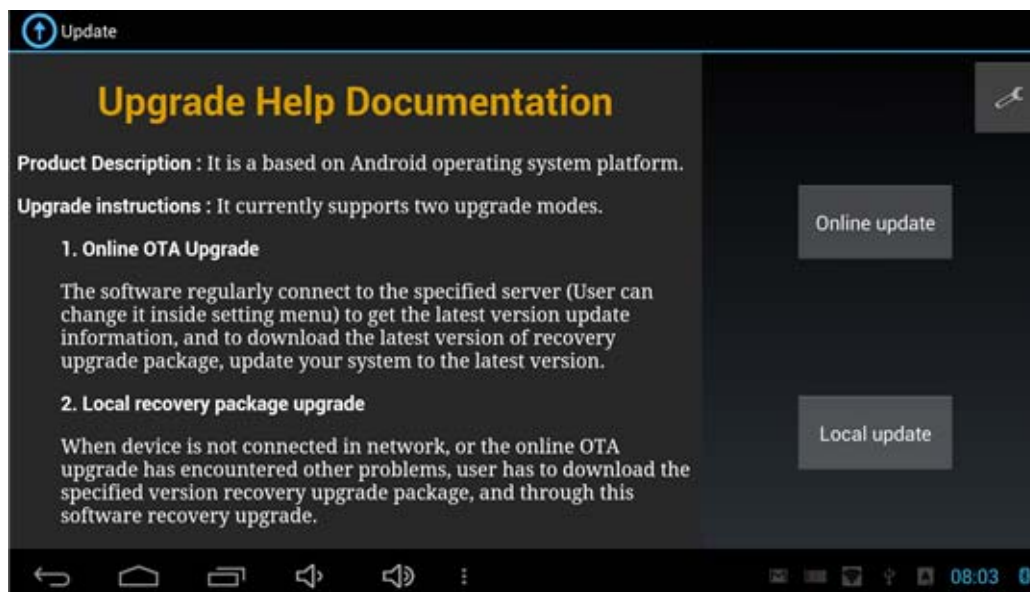 Update
Upgrade Help Documentation
Product Description : It is a based on Android operating system platform.
Upgrade instructions : It currently supports two upgrade modes.
1. Online OTA Upgrade
The software regularly connect to the specified server (User can
change it inside setting menu) to get the latest version update
information, and to download the latest version of recovery
upgrade package, update your system to the latest version.
2. Local recovery package upgrade
When device is not connected in network, or the online OTA
upgrade has encountered other problems, user has to download the
specified version recovery upgrade package, and through this
software recovery upgrade.
Online update
Local update
08:03